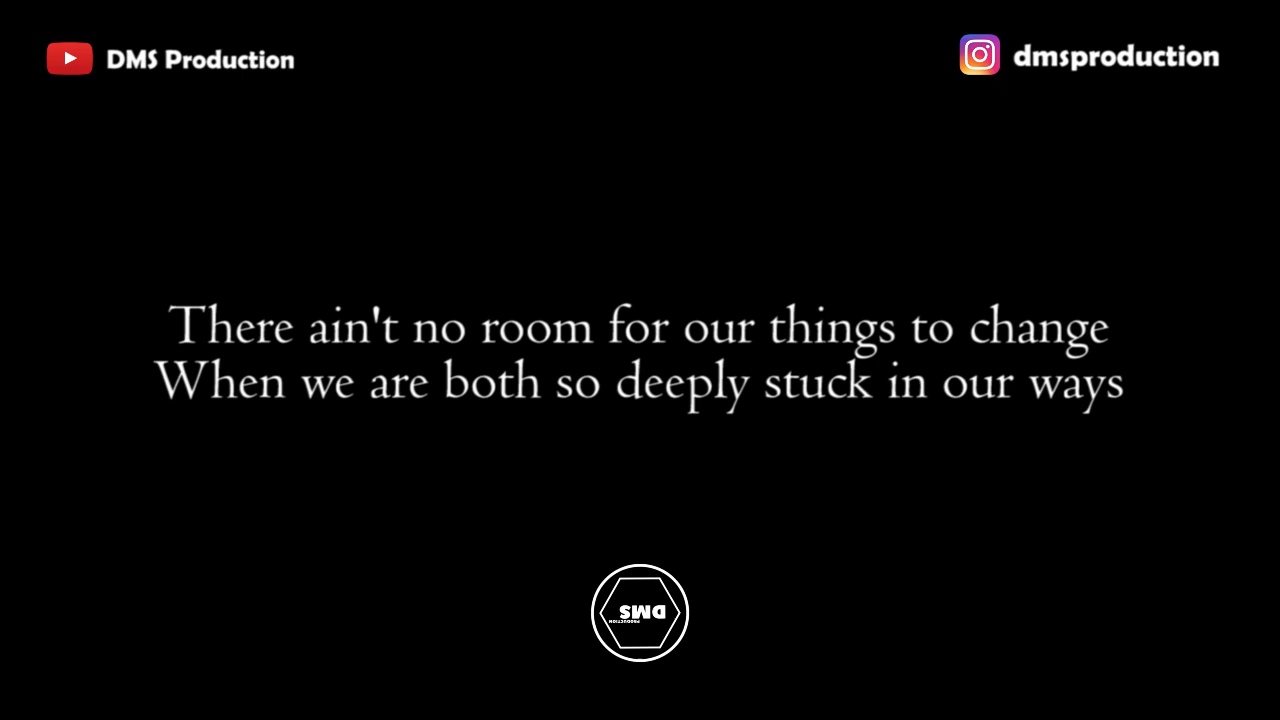 DMS Production
dmsproduction
There ain't no room for our things to change
When we are both so deeply stuck in our ways
DMS
PRODUCTION